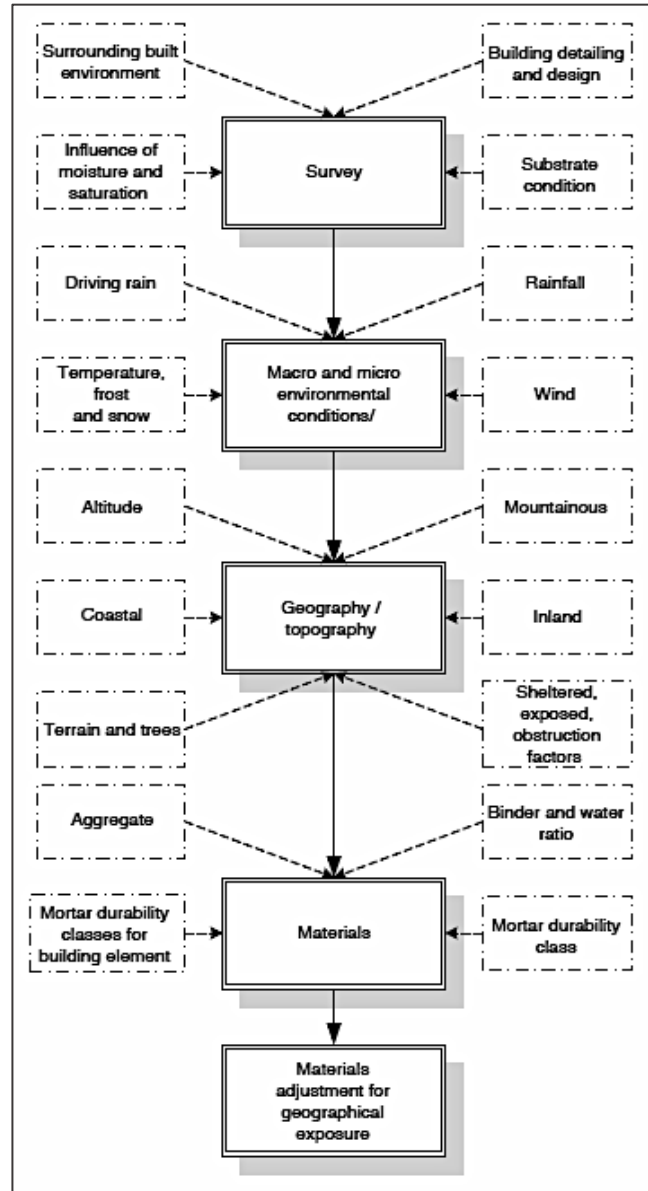 Surrounding built
environment
Building detailing
and design
Influence of
moisture and
saturation
Survey
Substrate
condition
Driving rain
Rainfall
Temperature,
frost
and snow
Macro and micro
environmental
conditions/
Wind
Altitude
Mountainous
Coastal
Geography /
topography
Inland
Terrain and trees
Sheltered,
exposed,
obstruction
factors
Aggregate
Binder and water
ratio
Mortar durability
classes for
building element
Materials
Mortar durability
class
Materials
adjustment for
geographical
exposure